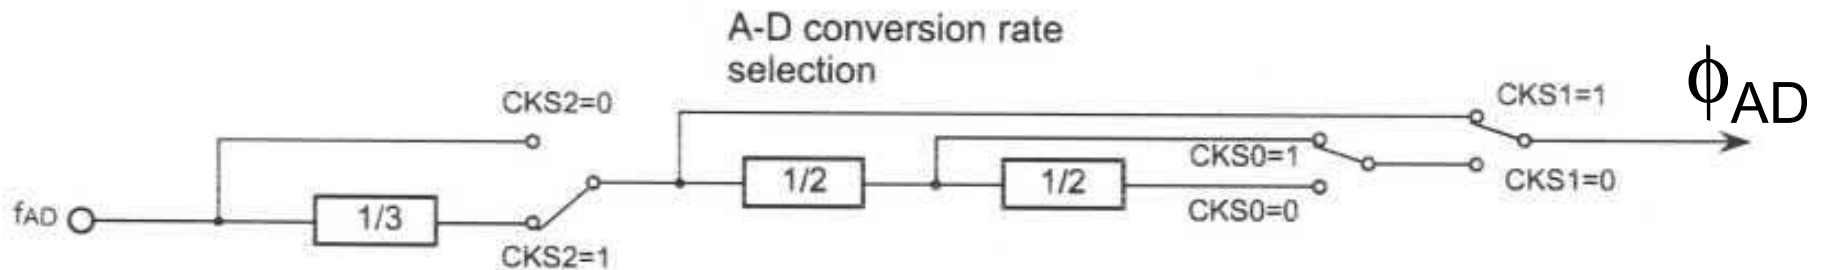 A-D conversion rate
selection
CKS2=0
CKS1=1
ϕAD
CKS0=1
1/2
1/2
CKS1=0
fAD
1/3
CKS0=0
CKS2=1